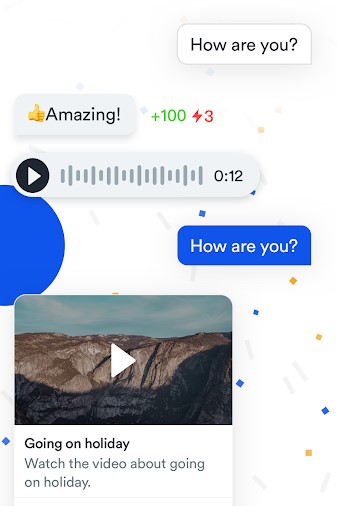 How are you?
👍Amazing!
+100 ⚡3
0:12
How are you?
Going on holiday
Watch the video about going
on holiday.